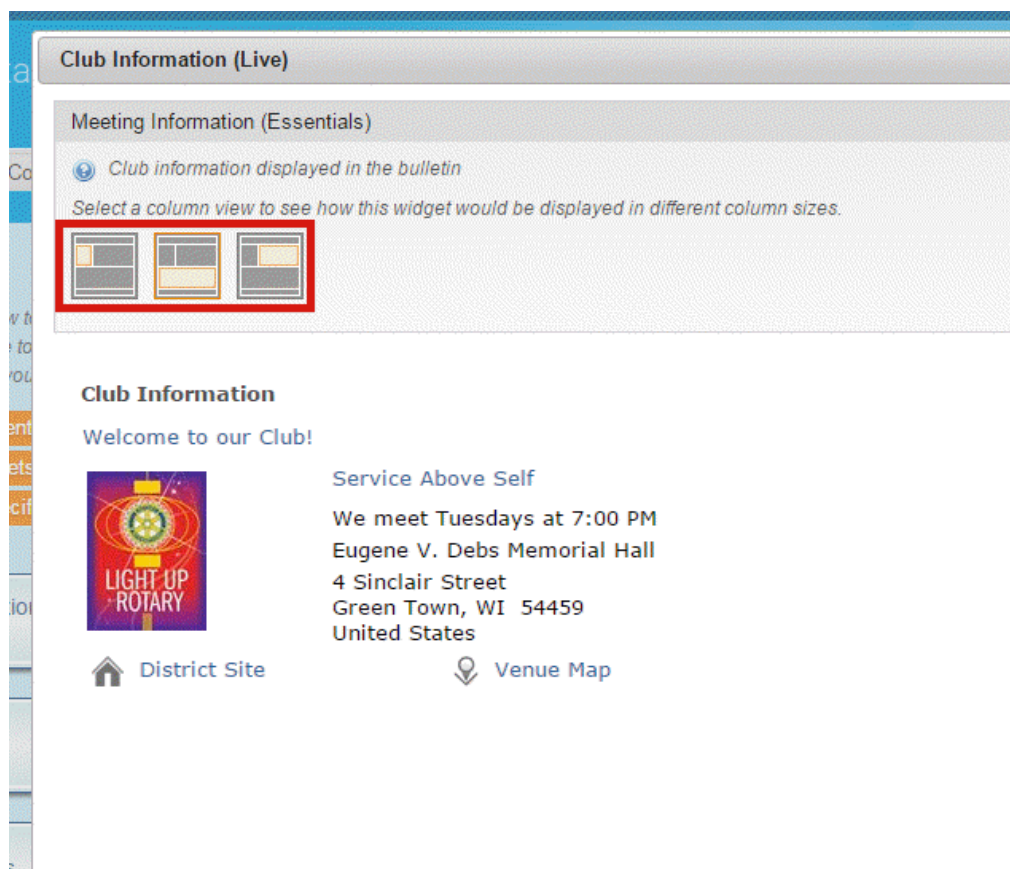 Club Information (Live)
Meeting Information (Essentials)
Club information displayed in the bulletin
Select a column view to see how this widget would be displayed in different column sizes.
Club Information
Welcome to our Club!
LIGHT UP
ROTARY
Service Above Self
We meet Tuesdays at 7:00 PM
Eugene V. Debs Memorial Hall
4 Sinclair Street
Green Town, WI  54459
United States
District Site
Venue Map